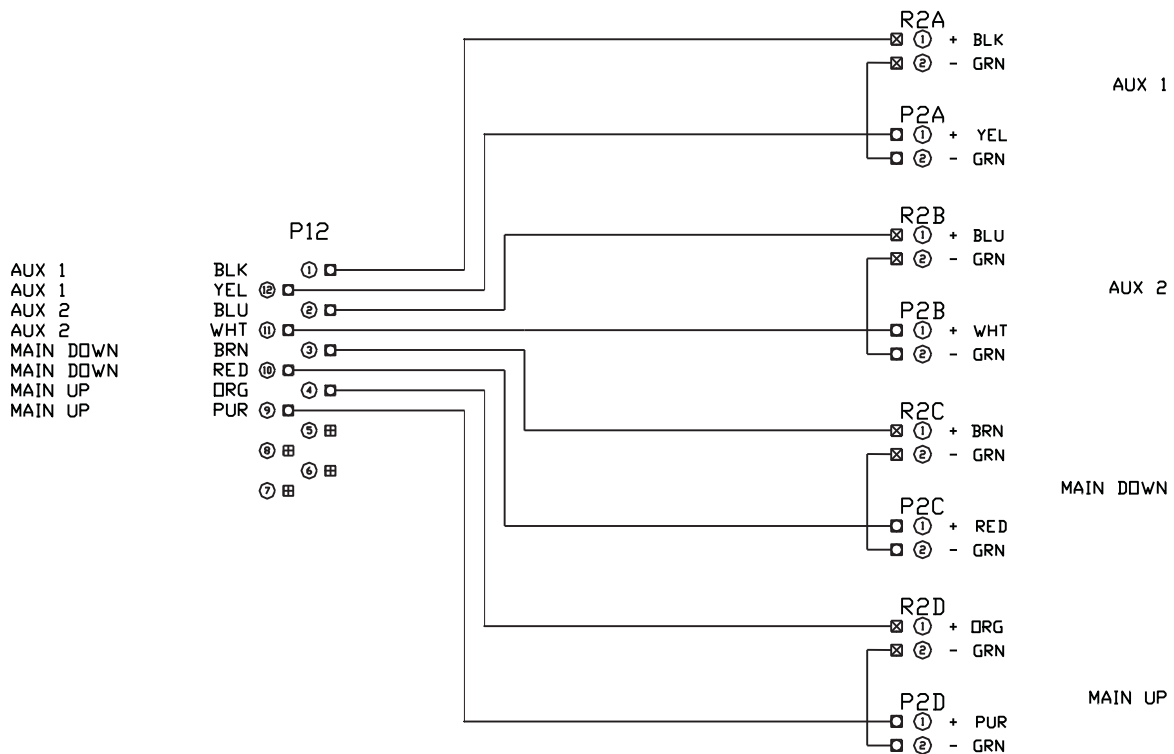 R2A
1 + BLK
2 - GRN
AUX 1
P2A
1 + YEL
2 - GRN
R2B
1 + BLU
2 - GRN
AUX 2
P2B
1 + WHT
2 - GRN
R2C
1 + BRN
2 - GRN
MAIN DOWN
P2C
1 + RED
2 - GRN
R2D
1 + ORG
2 - GRN
MAIN UP
P2D
1 + PUR
2 - GRN
P12
AUX 1 BLK 1
AUX 1 YEL 12
AUX 2 BLU 2
AUX 2 WHT 11
MAIN DOWN BRN 3
MAIN DOWN RED 10
MAIN UP ORG 4
MAIN UP PUR 9
5
8
6
7